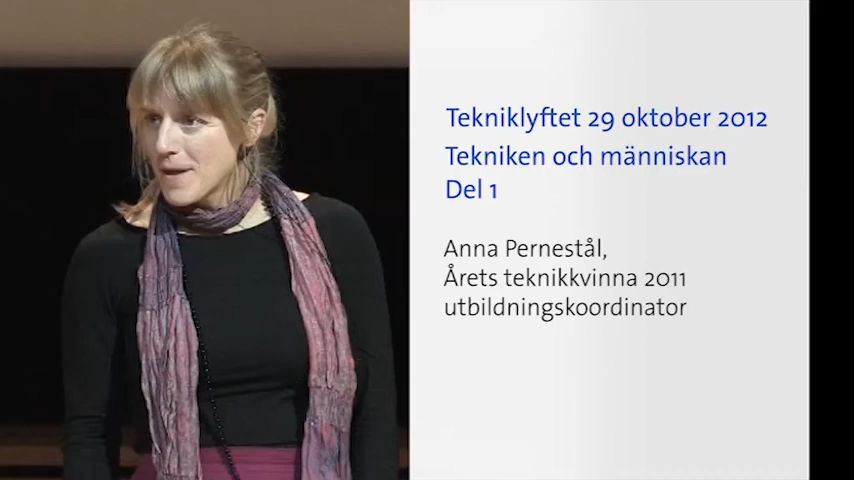 Tekniklyftet 29 oktober 2012
Tekniken och människan
Del 1
Anna Pernestål,
Årets teknikkvinna 2011
utbildningskoordinator